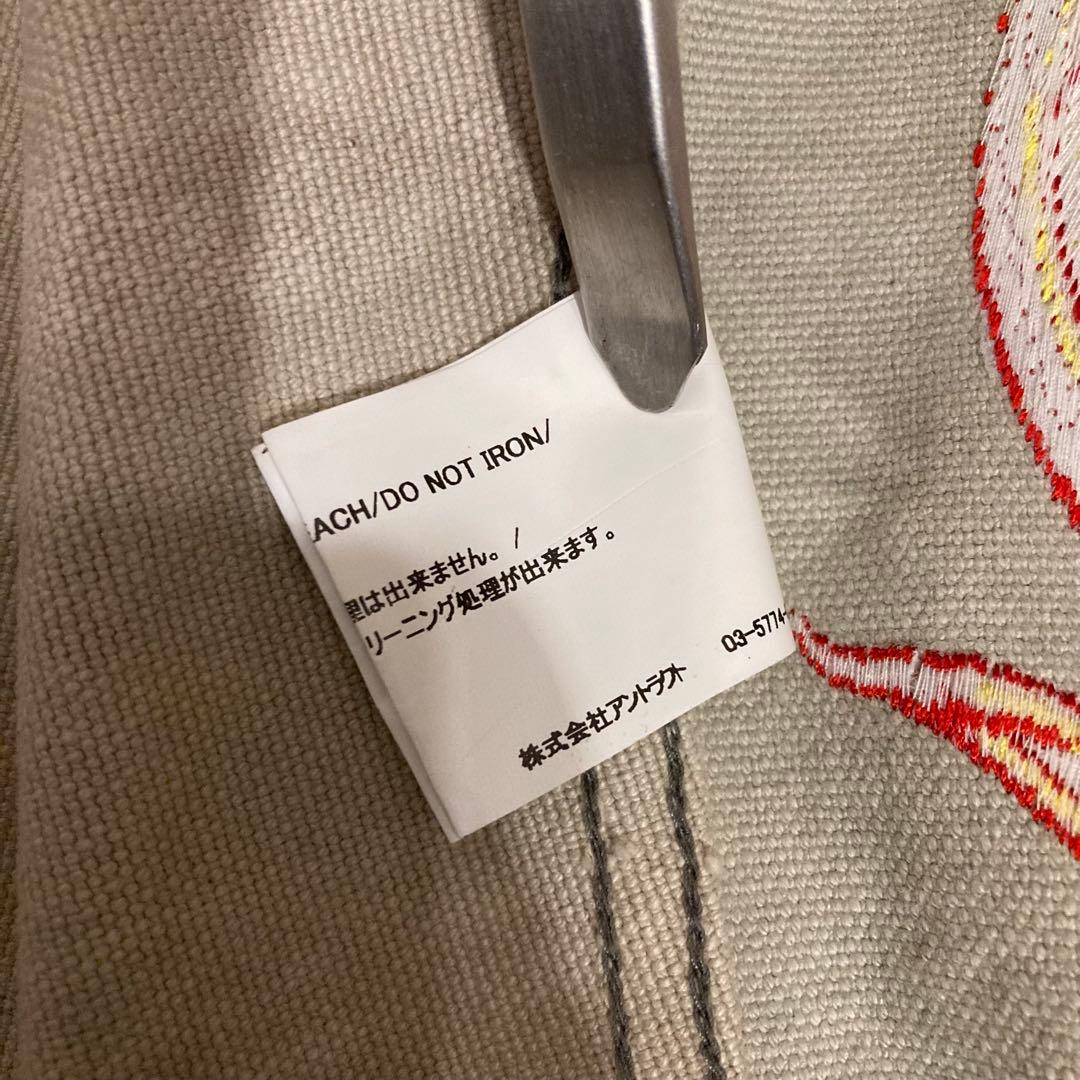 EACH/DO NOT IRON/
理は出来ません。/
リーニング処理が出来ます。
株式会社アントラクト 03-5774-